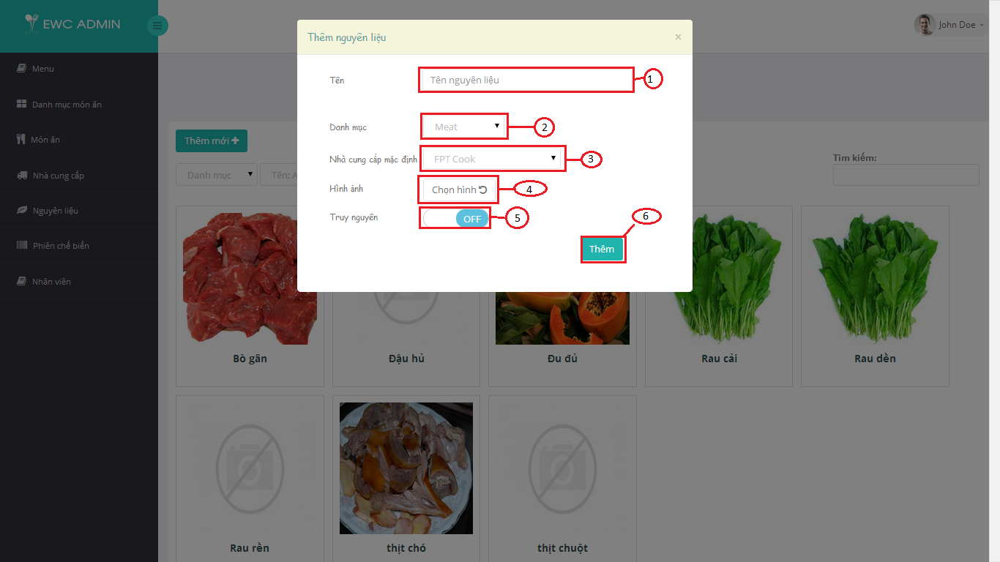 EWC ADMIN
John Doe
Menu
Danh mục món ăn
Món ăn
Nhà cung cấp
Nguyên liệu
Phiên chế biến
Nhân viên
Thêm nguyên liệu ×
Tên
Tên nguyên liệu
1
Danh mục
Meat
2
Nhà cung cấp mặc định
FPT Cook
3
Hình ảnh
Chọn hình
4
Truy nguyên
OFF
5
Thêm
6
Thêm mới
Danh mục
Tên: A
Tìm kiếm:
Bò gân
Đậu hủ
Đu đủ
Rau cải
Rau dền
Rau rền
thịt chó
thịt chuột